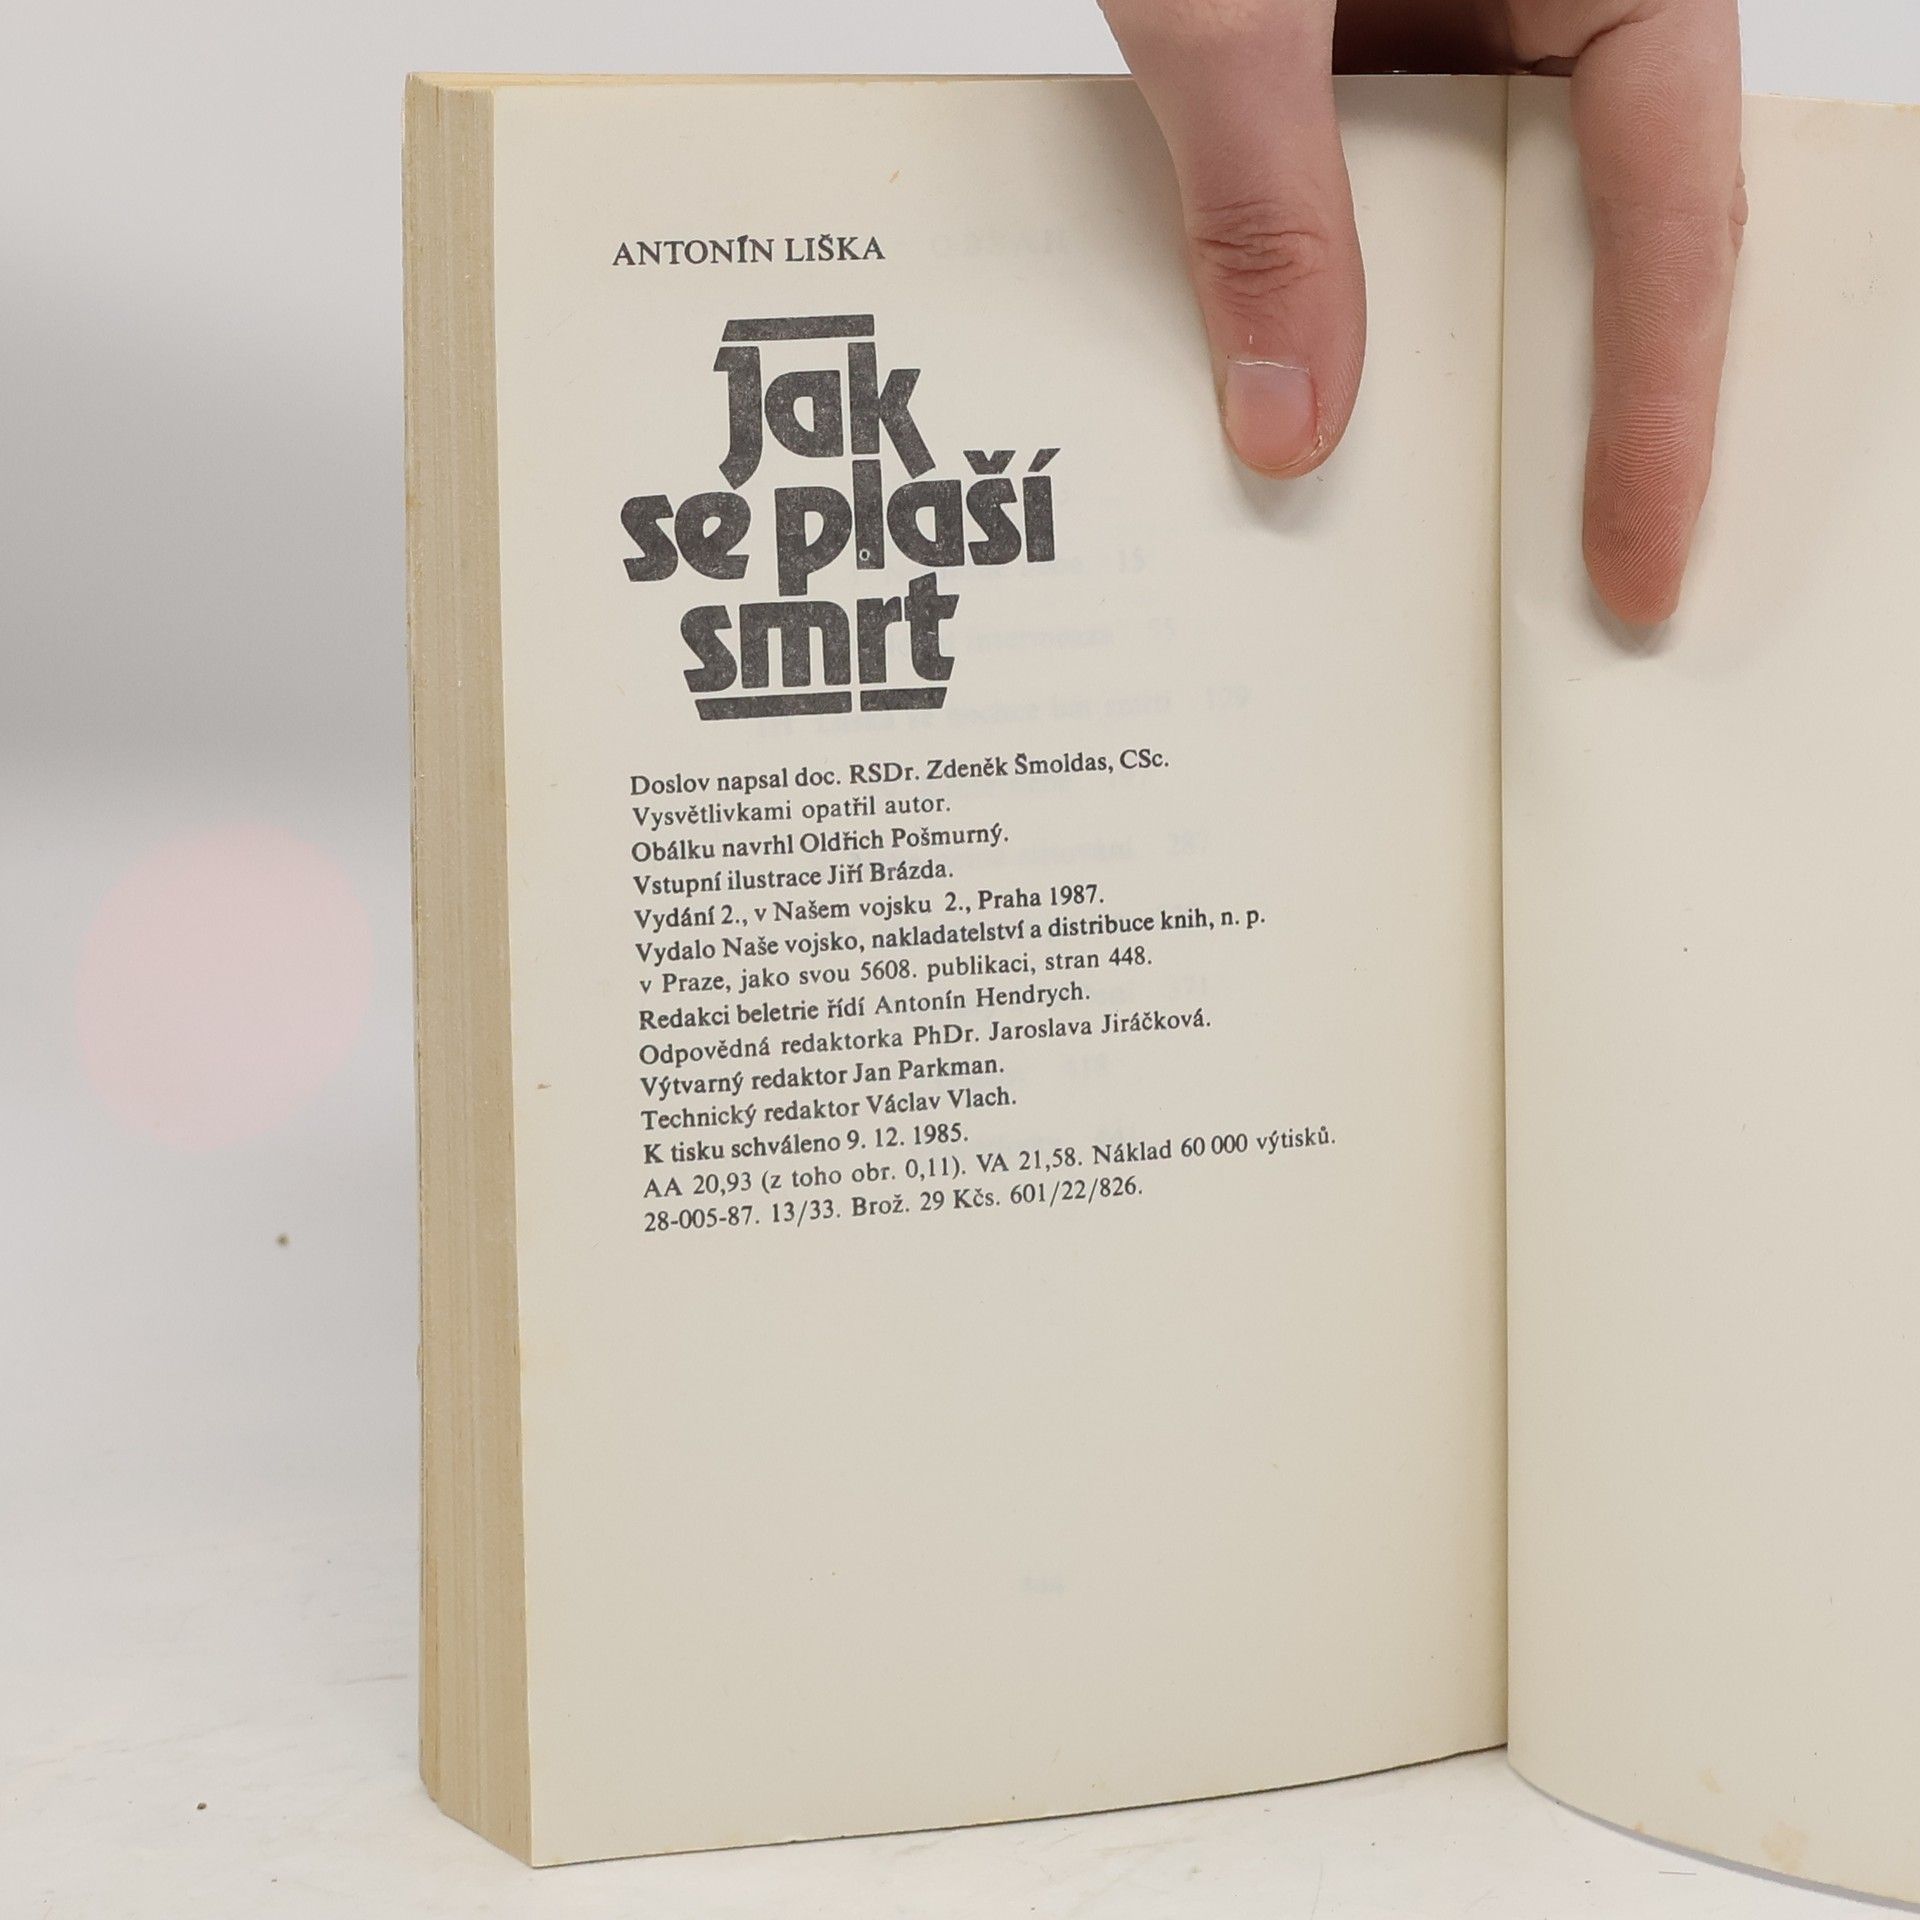 ANTONÍN LIŠKA
jak
se plaší
smrt
Doslov napsal doc. RSDr. Zdeněk Šmoldas, CSc.
Vysvětlivkami opatřil autor.
Obálku navrhl Oldřich Pošmurný.
Vstupní ilustrace Jiří Brázda.
Vydání 2., v Našem vojsku 2., Praha 1987.
Vydalo Naše vojsko, nakladatelství a distribuce knih, n. p.
v Praze, jako svou 5608. publikaci, stran 448.
Redakci beletrie řídí Antonín Hendrych.
Odpovědná redaktorka PhDr. Jaroslava Jiráčková.
Výtvarný redaktor Jan Parkman.
Technický redaktor Václav Vlach.
K tisku schváleno 9. 12. 1985.
AA 20,93 (z toho obr. 0,11). VA 21,58. Náklad 60 000 výtisků.
28-005-87. 13/33. Brož. 29 Kčs. 601/22/826.